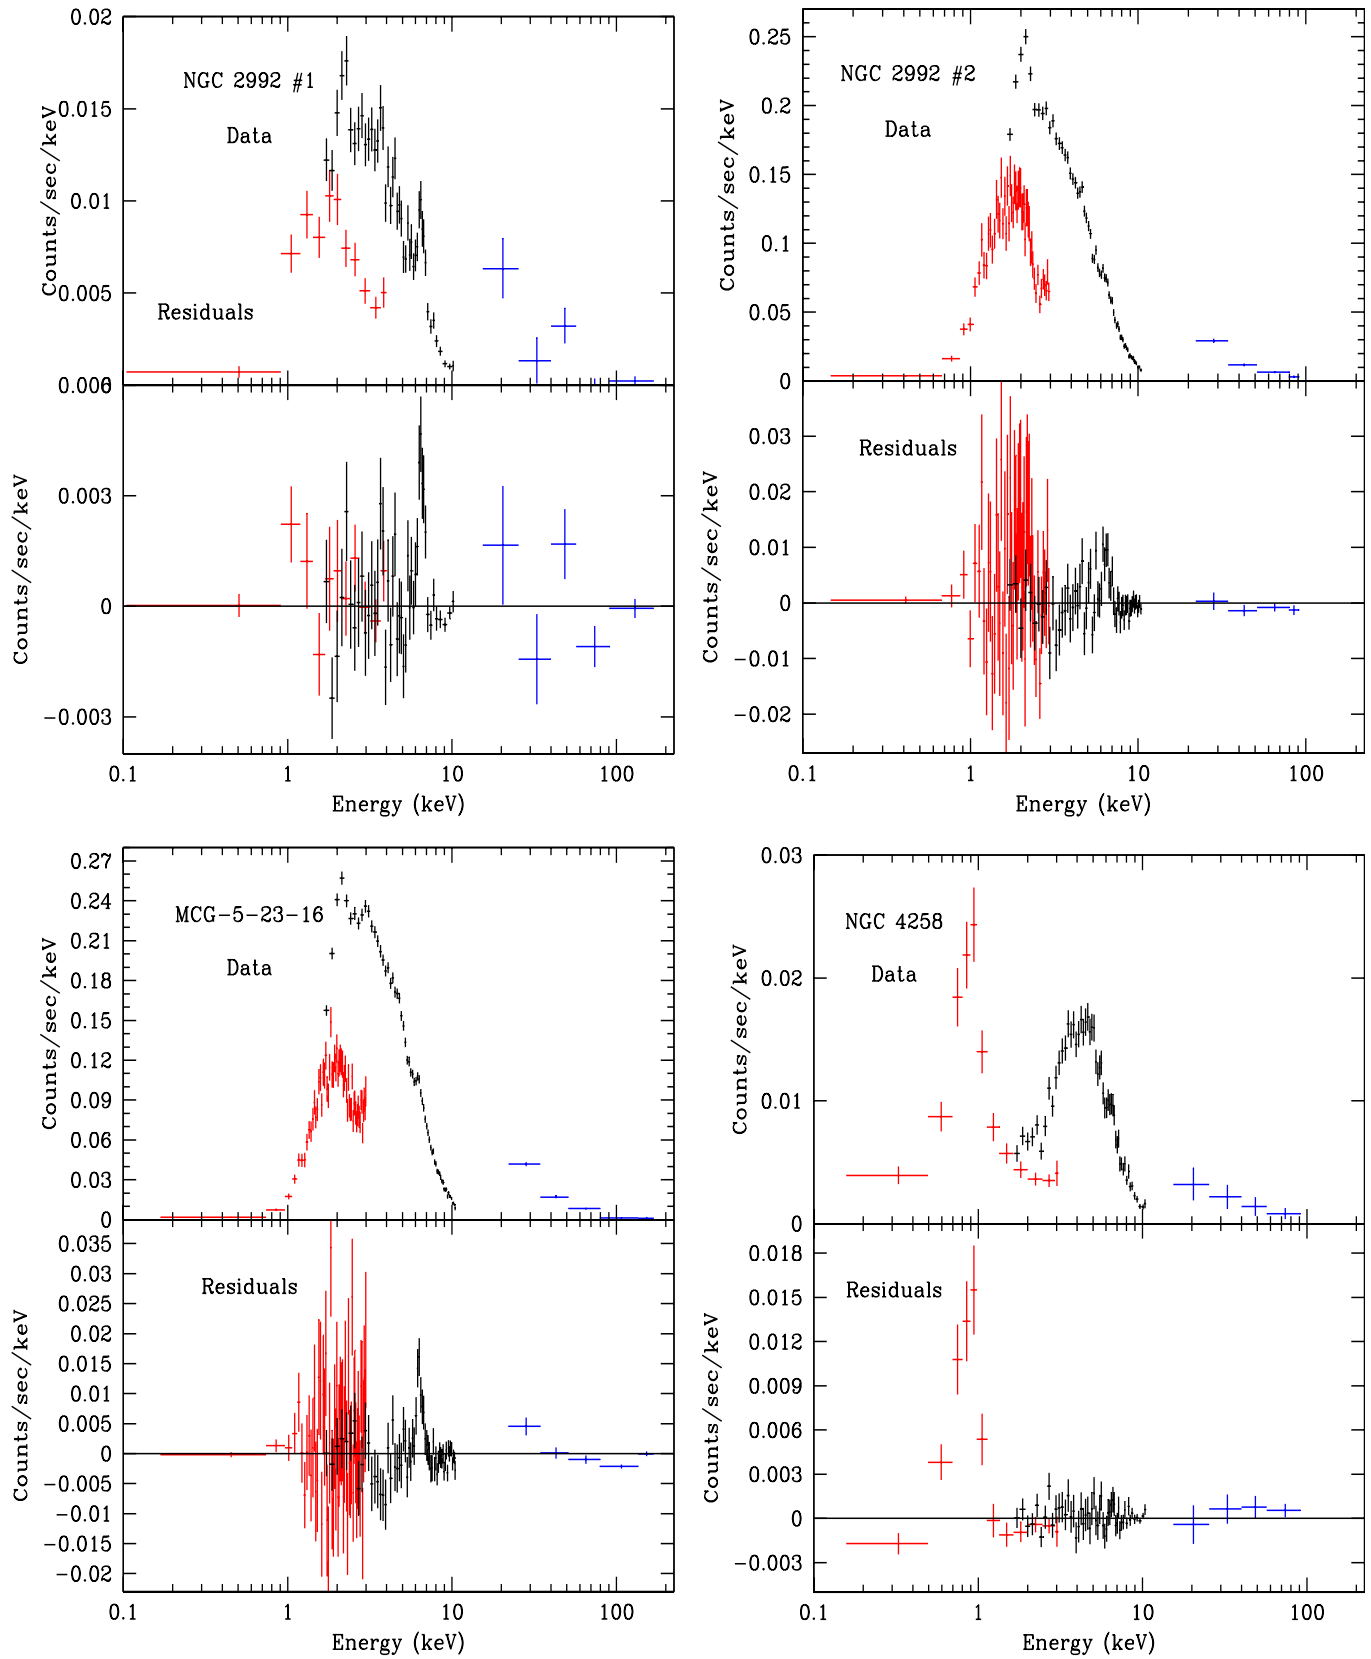 0.02
NGC 2992 #1
0.015
Data
Counts/sec/keV
0.01
0.005
Residuals
0.000
0.003
Counts/sec/keV
0
−0.003
0.1 1 10 100
Energy (keV)
0.25
NGC 2992 #2
0.2
Data
Counts/sec/keV
0.15
0.1
0.05
0
0.03
Residuals
0.02
Counts/sec/keV
0.01
0
−0.01
−0.02
0.1 1 10 100
Energy (keV)
0.27
0.24
MCG-5-23-16
0.21
Data
0.18
Counts/sec/keV
0.15
0.12
0.09
0.06
0.03
0
0.035
0.03
Residuals
0.025
0.02
0.015
Counts/sec/keV
0.01
0.005
0
−0.005
−0.01
−0.015
−0.02
0.1 1 10 100
Energy (keV)
0.03
NGC 4258
Data
0.02
Counts/sec/keV
0.01
0
0.018
Residuals
0.015
0.012
0.009
Counts/sec/keV
0.006
0.003
0
−0.003
0.1 1 10 100
Energy (keV)